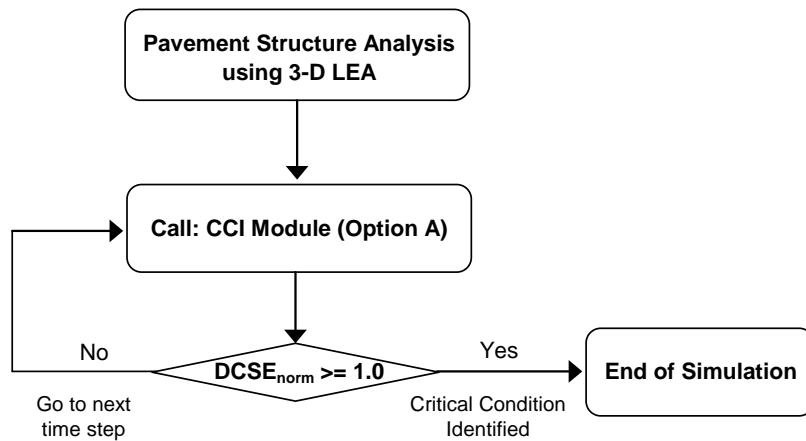 Pavement Structure Analysis
using 3-D LEA
Call: CCI Module (Option A)
No
DCSEnorm >= 1.0
Yes
End of Simulation
Go to next
time step
Critical Condition
Identified